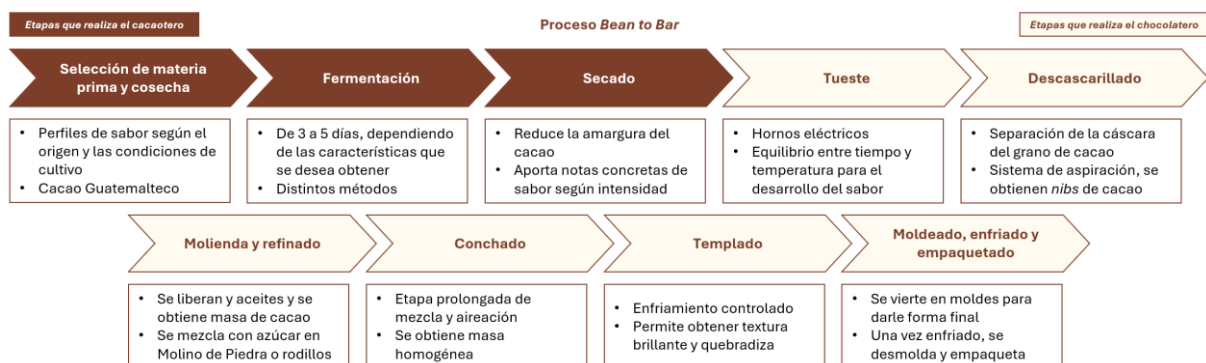 Etapas que realiza el cacaotero
Proceso Bean to Bar
Etapas que realiza el chocolatero
Selección de materia
prima y cosecha
Fermentación
Secado
Tueste
Descascarillado
• Perfiles de sabor según el
origen y las condiciones de
cultivo
• Cacao Guatemalteco
• De 3 a 5 días, dependiendo
de las características que
se desea obtener
• Distintos métodos
• Reduce la amargura del
cacao
• Aporta notas concretas de
sabor según intensidad
• Hornos eléctricos
• Equilibrio entre tiempo y
temperatura para el
desarrollo del sabor
• Separación de la cáscara
del grano de cacao
• Sistema de aspiración, se
obtienen nibs de cacao
Molienda y refinado
Conchado
Templado
Moldeado, enfriado y
empaquetado
• Se liberan y aceites y se
obtiene masa de cacao
• Se mezcla con azúcar en
Molino de Piedra o rodillos
• Etapa prolongada de
mezcla y aireación
• Se obtiene masa
homogénea
• Enfriamiento controlado
• Permite obtener textura
brillante y quebradiza
• Se vierte en moldes para
darle forma final
• Una vez enfriado, se
desmolda y empaqueta